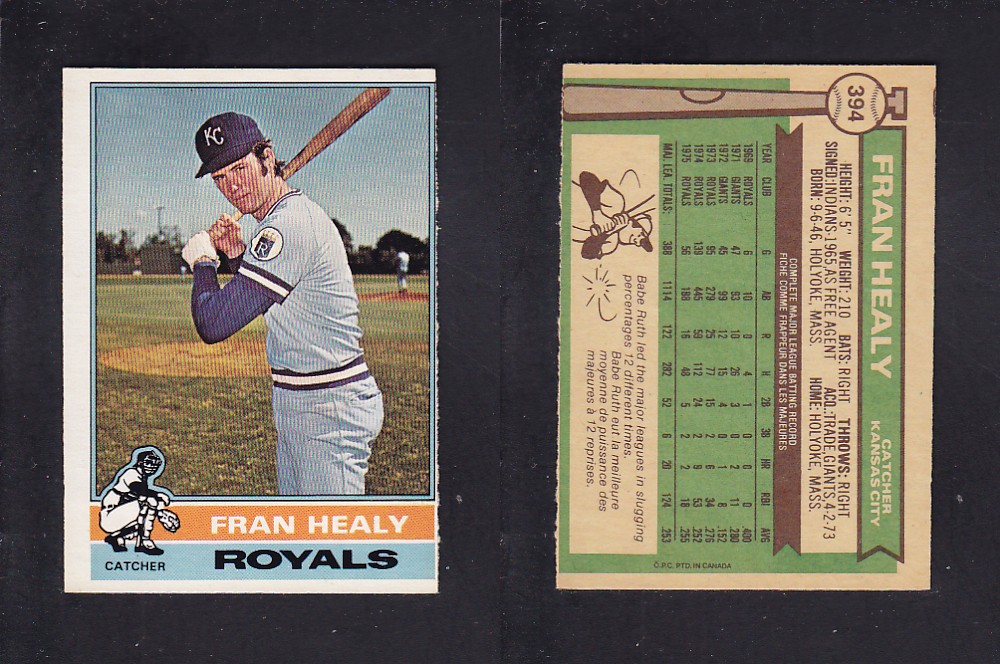 KC
R
CATCHER
FRAN HEALY
ROYALS
394
FRAN HEALY
CATCHER
KANSAS CITY
HEIGHT: 6' 5" WEIGHT: 210 BATS: RIGHT THROWS: RIGHT
SIGNED: INDIANS-1965, AS FREE AGENT ACQ: TRADE, GIANTS, 4-2-73
BORN: 9-6-46, HOLYOKE, MASS. HOME: HOLYOKE, MASS.
COMPLETE MAJOR LEAGUE BATTING RECORD
FICHE COMME FRAPPEUR DANS LES MAJEURES
YEAR CLUB G AB R H 2B 3B HR RBI AVG
1969 ROYALS 6 10 0 4 1 0 0 0 .400
1971 GIANTS 47 93 10 26 3 0 2 11 .280
1972 GIANTS 45 99 12 15 4 0 1 8 .152
1973 ROYALS 95 279 25 77 15 2 6 34 .276
1974 ROYALS 139 445 59 112 24 2 9 53 .252
1975 ROYALS 56 188 16 48 5 2 2 18 .255
MAJ. LEA. TOTALS: 388 1114 122 282 52 6 20 124 .253
Babe Ruth led the major leagues in slugging
percentages 12 different times.
Babe Ruth eut la meilleure
moyenne de puissance des
majeures à 12 reprises.
O.P.C. PTD. IN CANADA